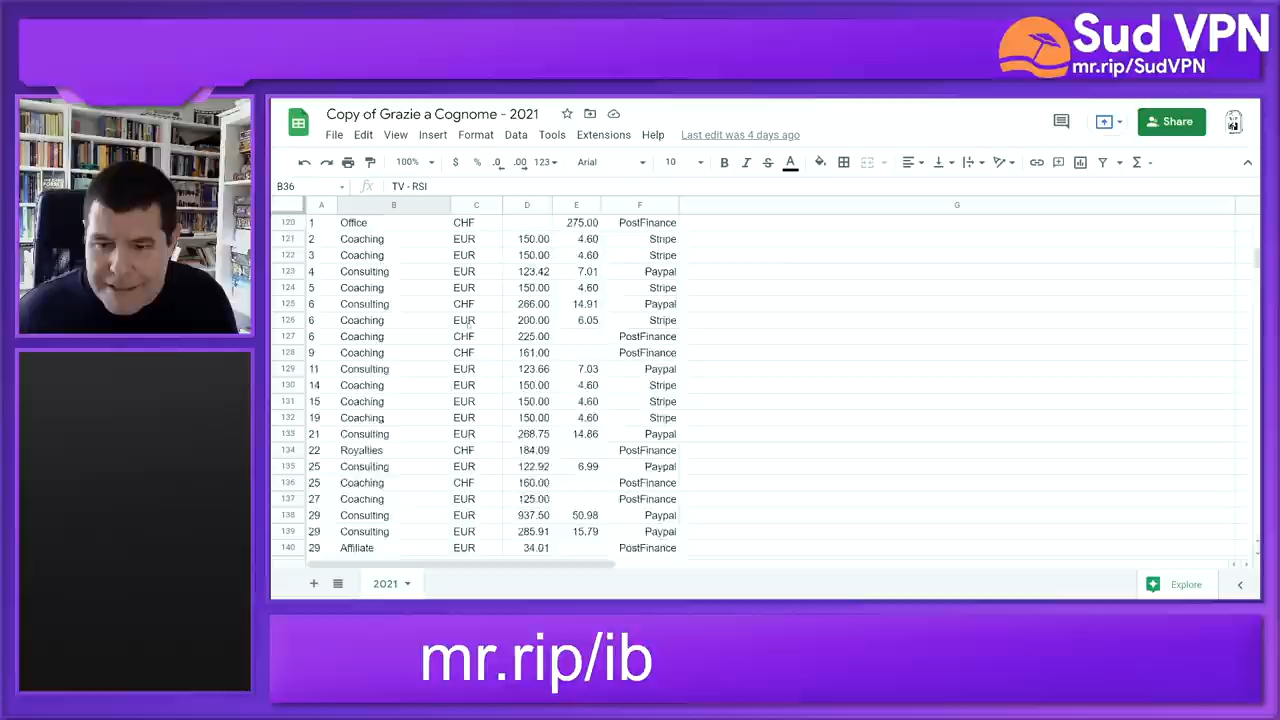 Sud VPN
mr.rip/SudVPN
Copy of Grazie a Cognome - 2021
File Edit View Insert Format Data Tools Extensions Help Last edit was 4 days ago
Share
100% $ % .0 .00 123 Arial 10 B I S A
B36 fx TV - RSI
A B C D E F G
120 1 Office CHF 275.00 PostFinance
121 2 Coaching EUR 150.00 4.60 Stripe
122 3 Coaching EUR 150.00 4.60 Stripe
123 4 Consulting EUR 123.42 7.01 Paypal
124 5 Coaching EUR 150.00 4.60 Stripe
125 6 Consulting CHF 266.00 14.91 Paypal
126 6 Coaching EUR 200.00 6.05 Stripe
127 6 Coaching CHF 225.00 PostFinance
128 9 Coaching CHF 161.00 PostFinance
129 11 Consulting EUR 123.66 7.03 Paypal
130 14 Coaching EUR 150.00 4.60 Stripe
131 15 Coaching EUR 150.00 4.60 Stripe
132 19 Coaching EUR 150.00 4.60 Stripe
133 21 Consulting EUR 268.75 14.86 Paypal
134 22 Royalties CHF 184.09 PostFinance
135 25 Consulting EUR 122.92 6.99 Paypal
136 25 Coaching CHF 160.00 PostFinance
137 27 Coaching EUR 125.00 PostFinance
138 29 Consulting EUR 937.50 50.98 Paypal
139 29 Consulting EUR 285.91 15.79 Paypal
140 29 Affiliate EUR 34.01 PostFinance
2021
Explore
mr.rip/ib